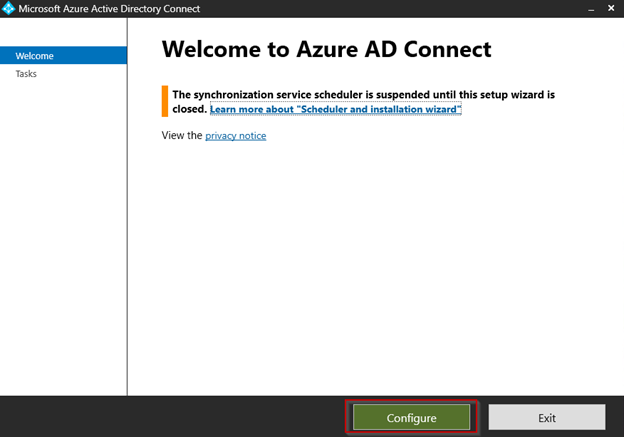 Microsoft Azure Active Directory Connect
Welcome
Tasks
Welcome to Azure AD Connect
The synchronization service scheduler is suspended until this setup wizard is
closed. Learn more about "Scheduler and installation wizard"
View the privacy notice
Configure
Exit